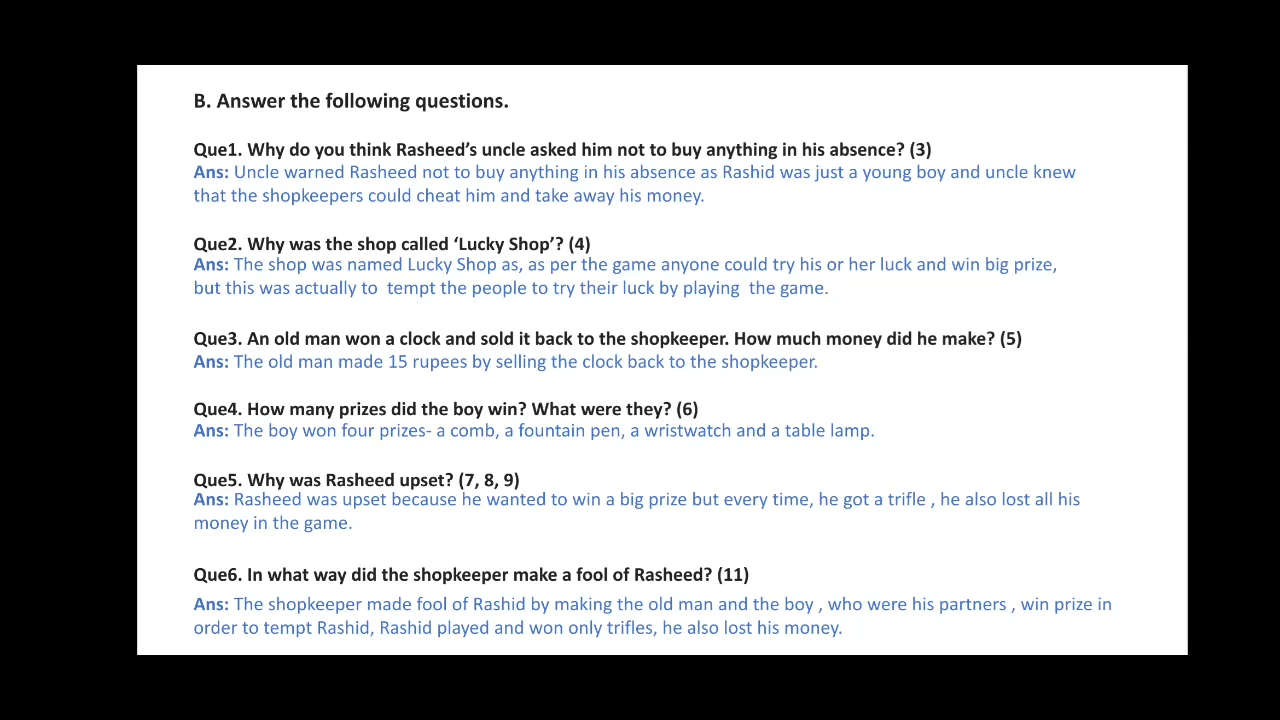 B. Answer the following questions.
Que1. Why do you think Rasheed’s uncle asked him not to buy anything in his absence? (3)
Ans: Uncle warned Rasheed not to buy anything in his absence as Rashid was just a young boy and uncle knew
that the shopkeepers could cheat him and take away his money.
Que2. Why was the shop called ‘Lucky Shop’? (4)
Ans: The shop was named Lucky Shop as, as per the game anyone could try his or her luck and win big prize,
but this was actually to tempt the people to try their luck by playing the game.
Que3. An old man won a clock and sold it back to the shopkeeper. How much money did he make? (5)
Ans: The old man made 15 rupees by selling the clock back to the shopkeeper.
Que4. How many prizes did the boy win? What were they? (6)
Ans: The boy won four prizes- a comb, a fountain pen, a wristwatch and a table lamp.
Que5. Why was Rasheed upset? (7, 8, 9)
Ans: Rasheed was upset because he wanted to win a big prize but every time, he got a trifle , he also lost all his
money in the game.
Que6. In what way did the shopkeeper make a fool of Rasheed? (11)
Ans: The shopkeeper made fool of Rashid by making the old man and the boy , who were his partners , win prize in
order to tempt Rashid, Rashid played and won only trifles, he also lost his money.